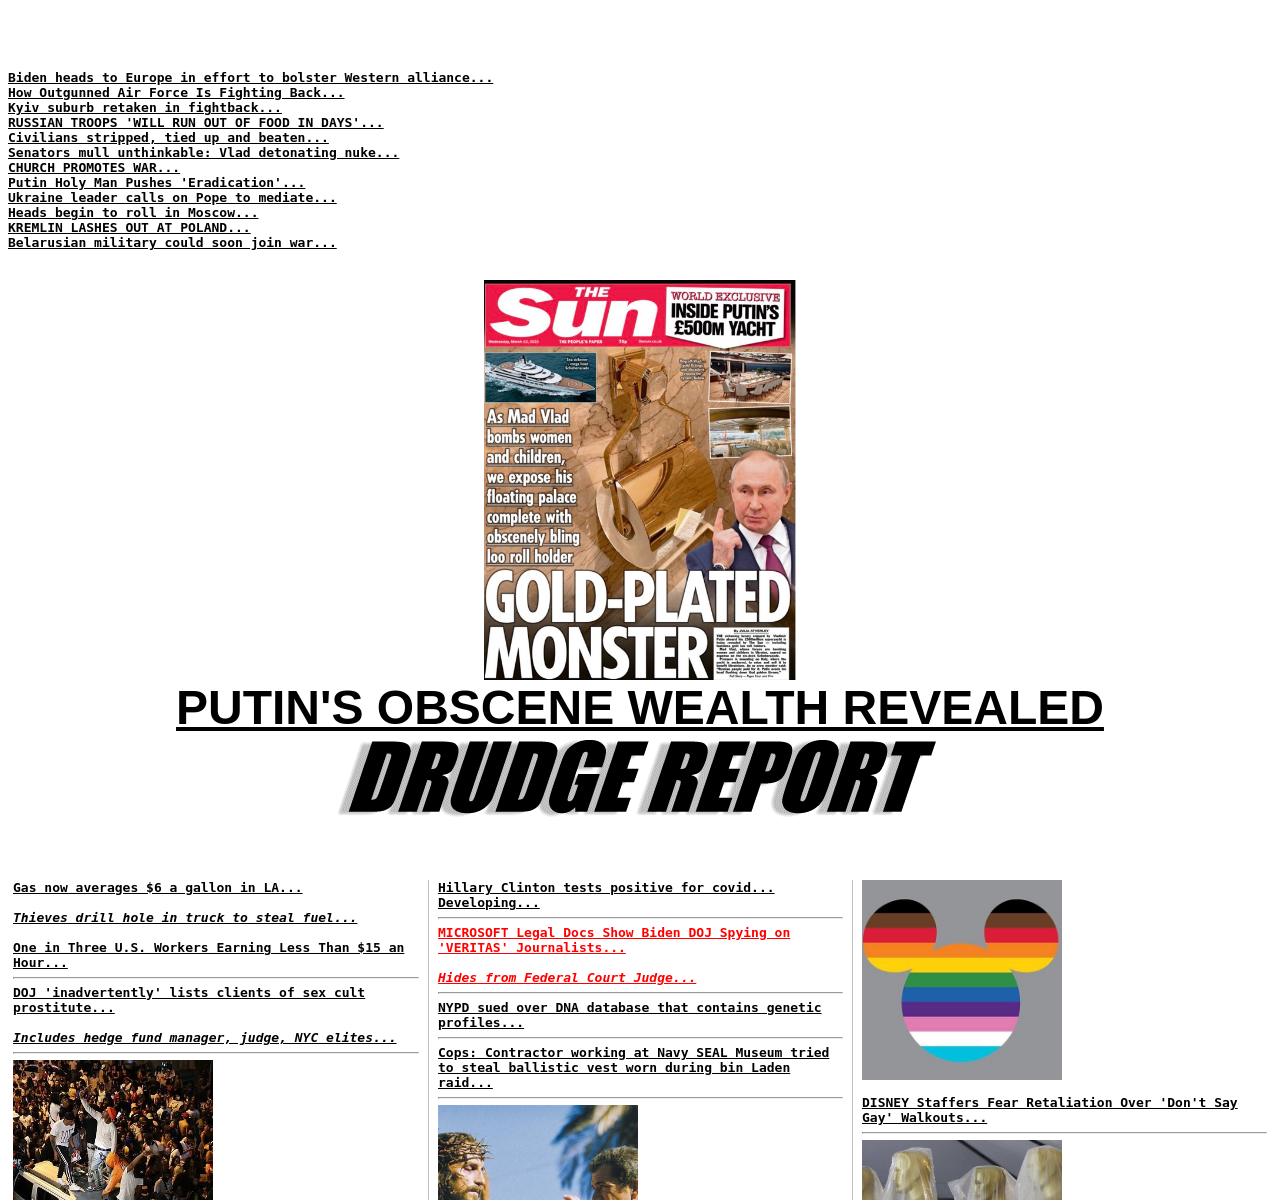 Biden heads to Europe in effort to bolster Western alliance...
How Outgunned Air Force Is Fighting Back...
Kyiv suburb retaken in fightback...
RUSSIAN TROOPS 'WILL RUN OUT OF FOOD IN DAYS'...
Civilians stripped, tied up and beaten...
Senators mull unthinkable: Vlad detonating nuke...
CHURCH PROMOTES WAR...
Putin Holy Man Pushes 'Eradication'...
Ukraine leader calls on Pope to mediate...
Heads begin to roll in Moscow...
KREMLIN LASHES OUT AT POLAND...
Belarusian military could soon join war...
THE
Sun
WORLD EXCLUSIVE
INSIDE PUTIN'S
£500m YACHT
THE PEOPLE'S PAPER
As Mad Vlad
bombs women
and children,
we expose his
floating palace
complete with
obscenely bling
loo roll holder
GOLD-PLATED
MONSTER
PUTIN'S OBSCENE WEALTH REVEALED
DRUDGE REPORT
Gas now averages $6 a gallon in LA...
Thieves drill hole in truck to steal fuel...
One in Three U.S. Workers Earning Less Than $15 an
Hour...
DOJ 'inadvertently' lists clients of sex cult
prostitute...
Includes hedge fund manager, judge, NYC elites...
Hillary Clinton tests positive for covid...
Developing...
MICROSOFT Legal Docs Show Biden DOJ Spying on
'VERITAS' Journalists...
Hides from Federal Court Judge...
NYPD sued over DNA database that contains genetic
profiles...
Cops: Contractor working at Navy SEAL Museum tried
to steal ballistic vest worn during bin Laden
raid...
DISNEY Staffers Fear Retaliation Over 'Don't Say
Gay' Walkouts...